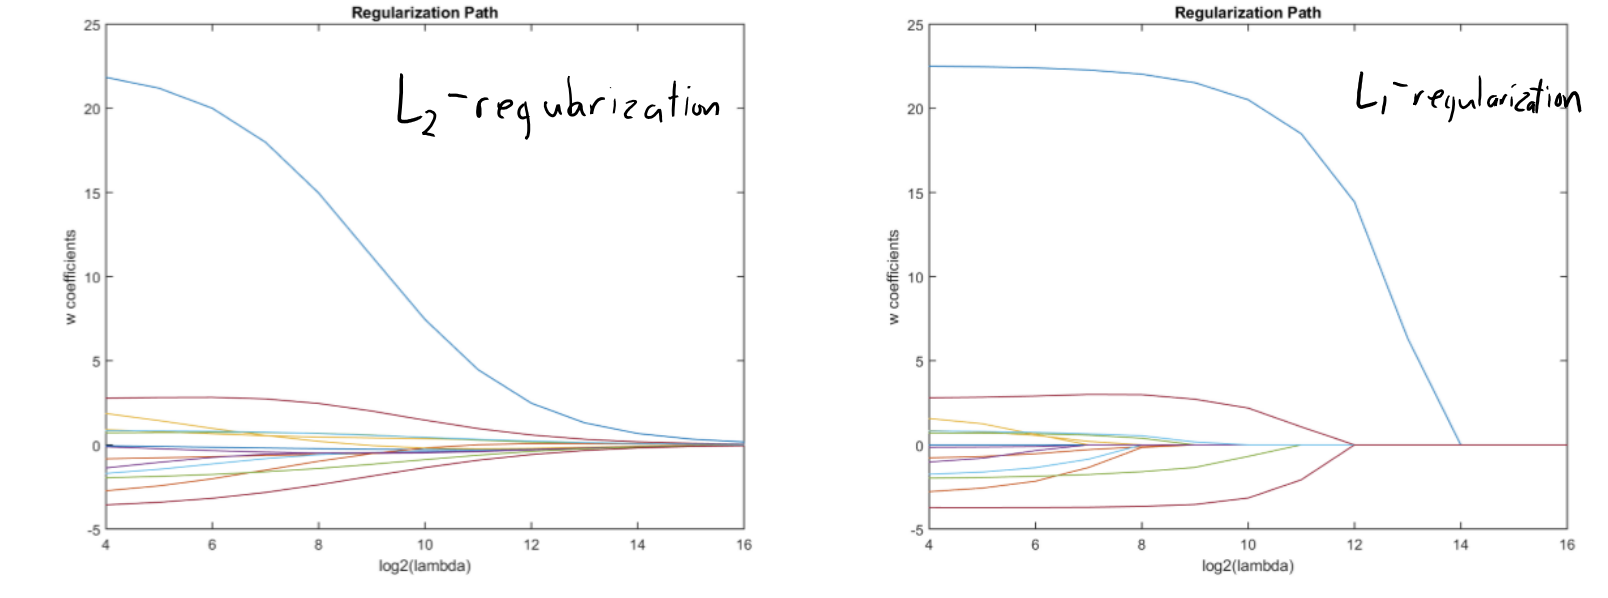 Regularization Path
25
20
15
10
5
0
-5
w coefficients
L2-regularization
4 6 8 10 12 14 16
log2(lambda)
Regularization Path
25
20
15
10
5
0
-5
w coefficients
L1-regularization
4 6 8 10 12 14 16
log2(lambda)